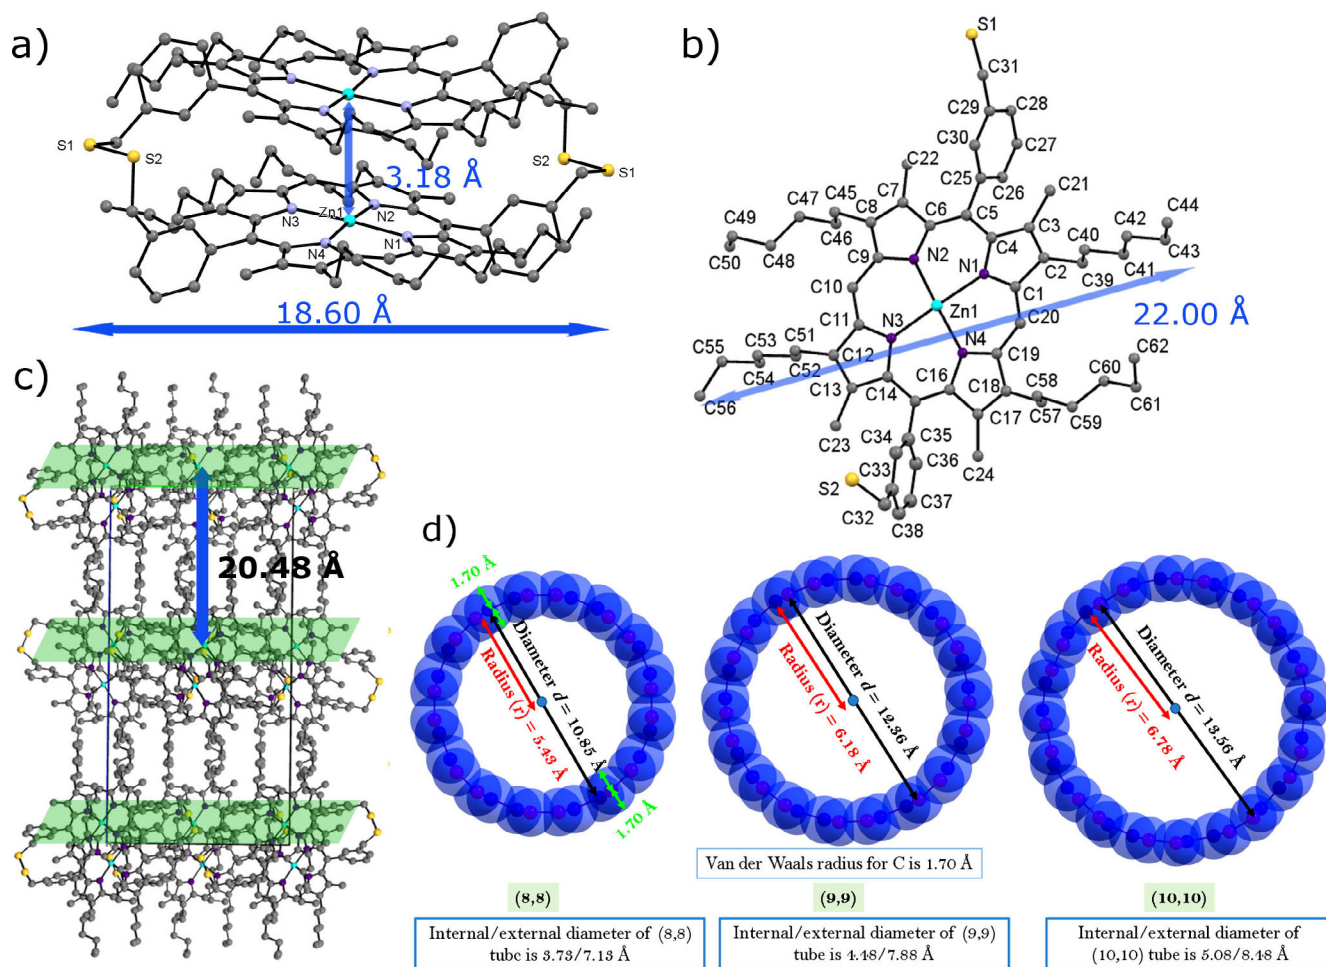 a)
S1
S2
3.18 Å
S2
S1
Zn1
N2
N3
N1
N4
18.60 Å
b)
S1
C31
C29
C28
C30
C27
C22
C25
C26
C21
C49
C47
C45
C7
C6
C5
C3
C42
C44
C8
C4
C40
C50
C48
C46
C9
N2
N1
C2
C39
C41
C43
C10
C1
Zn1
22.00 Å
C11
N3
N4
C20
C55
C53
C51
C12
C19
C62
C54
C52
C16
C18
C58
C60
C56
C13
C14
C17
C57
C59
C61
C23
C34
C35
C24
C33
C36
S2
C37
C32
C38
c)
20.48 Å
d)
1.70 Å
Diameter d = 10.85 Å
Radius (r) = 5.43 Å
1.70 Å
Diameter d = 12.36 Å
Radius (r) = 6.18 Å
Diameter d = 13.56 Å
Radius (r) = 6.78 Å
Van der Waals radius for C is 1.70 Å
(8,8)
(9,9)
(10,10)
Internal/external diameter of (8,8)
tube is 3.73/7.13 Å
Internal/external diameter of (9,9)
tube is 4.48/7.88 Å
Internal/external diameter of
(10,10) tube is 5.08/8.48 Å